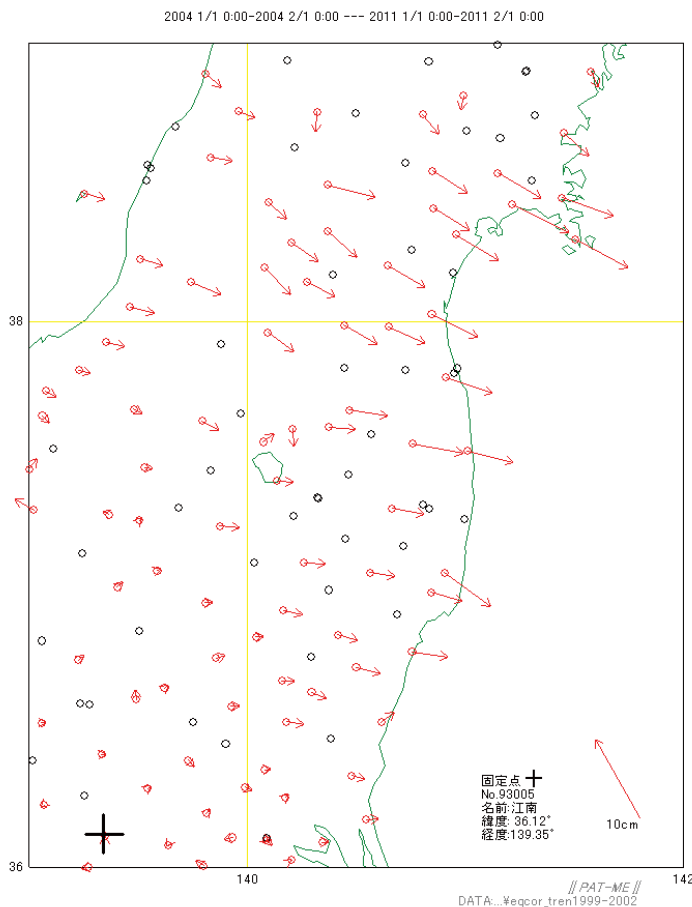 2004 1/1 0:00-2004 2/1 0:00 --- 2011 1/1 0:00-2011 2/1 0:00
38
固定点
No.93005
名前:江南
緯度: 36.12°
経度:139.35°
10cm
36
140
142
// PAT-ME //
DATA:...¥eqcor_tren1999-2002